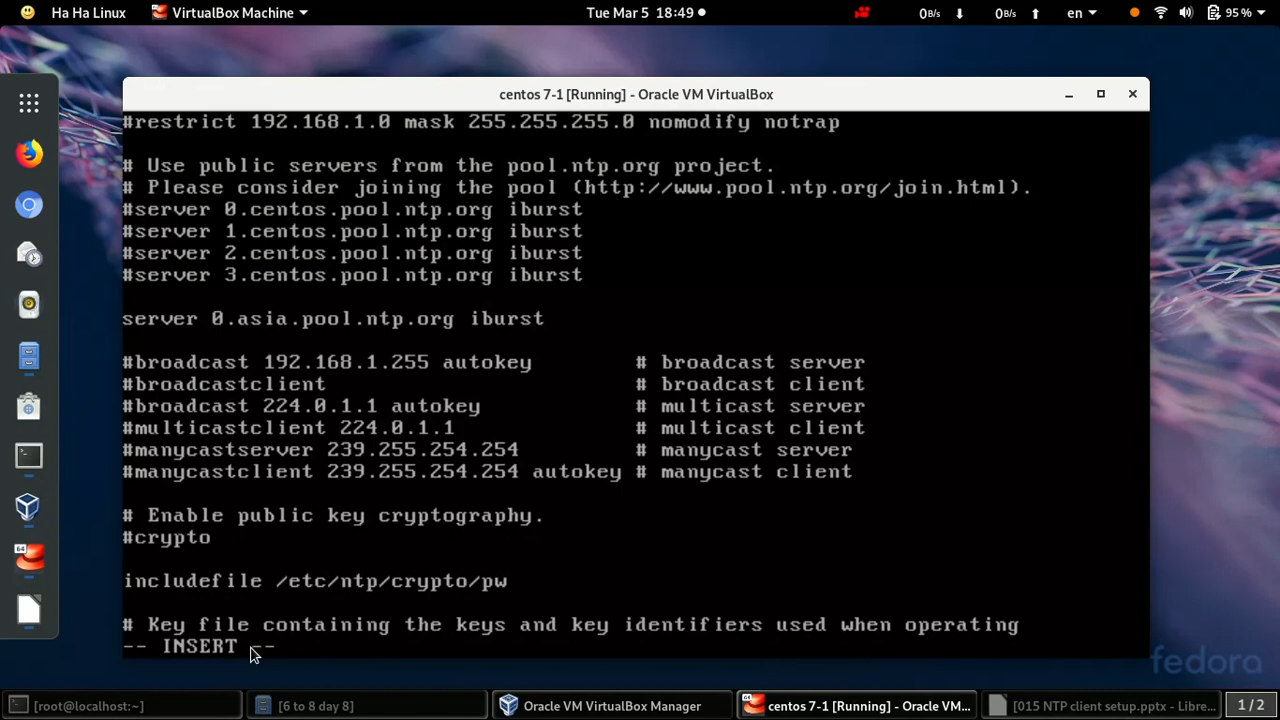 Ha Ha Linux
VirtualBox Machine
Tue Mar 5 18:49
0B/s
0B/s
en
95 %
centos 7-1 [Running] - Oracle VM VirtualBox
#restrict 192.168.1.0 mask 255.255.255.0 nomodify notrap
# Use public servers from the pool.ntp.org project.
# Please consider joining the pool (http://www.pool.ntp.org/join.html).
#server 0.centos.pool.ntp.org iburst
#server 1.centos.pool.ntp.org iburst
#server 2.centos.pool.ntp.org iburst
#server 3.centos.pool.ntp.org iburst
server 0.asia.pool.ntp.org iburst
#broadcast 192.168.1.255 autokey # broadcast server
#broadcastclient # broadcast client
#broadcast 224.0.1.1 autokey # multicast server
#multicastclient 224.0.1.1 # multicast client
#manycastserver 239.255.254.254 # manycast server
#manycastclient 239.255.254.254 autokey # manycast client
# Enable public key cryptography.
#crypto
includefile /etc/ntp/crypto/pw
# Key file containing the keys and key identifiers used when operating
-- INSERT --
64
fedora
[root@localhost:~]
[6 to 8 day 8]
Oracle VM VirtualBox Manager
64
centos 7-1 [Running] - Oracle VM...
[015 NTP client setup.pptx - Libre...
1 / 2